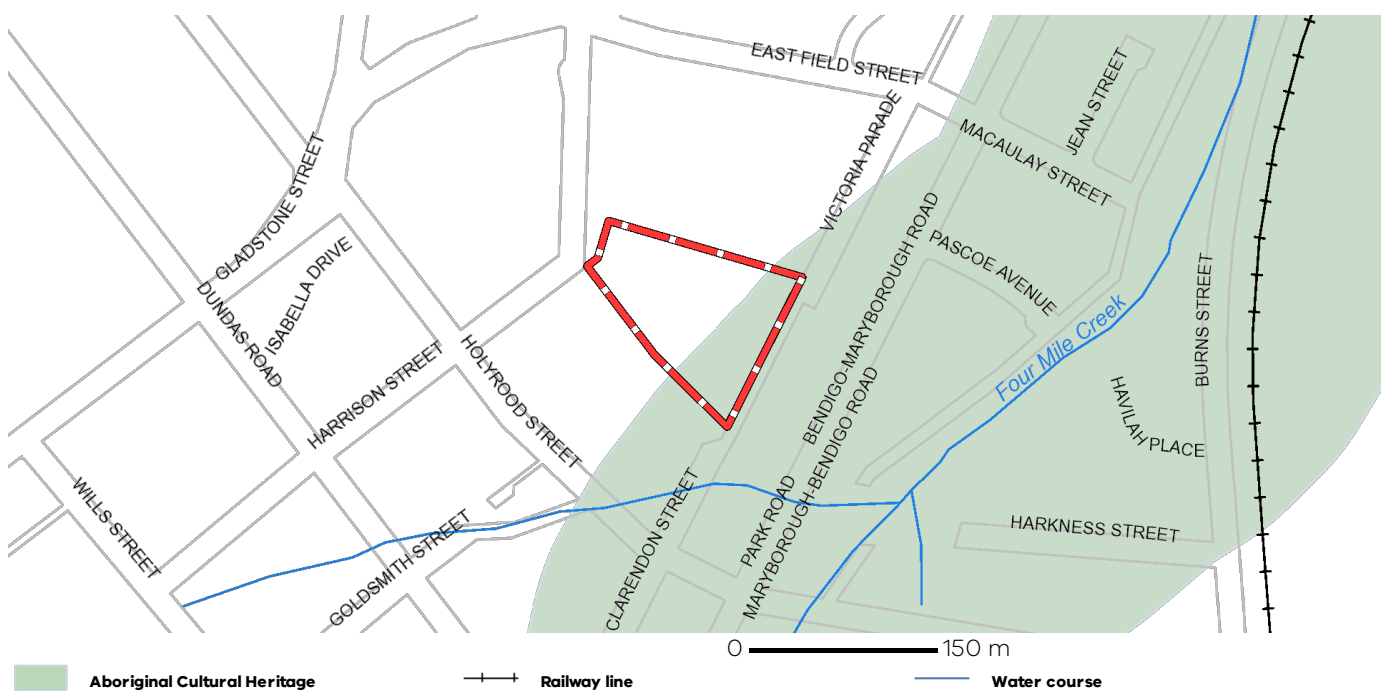 EAST FIELD STREET
JEAN STREET
VICTORIA PARADE
MACAULAY STREET
GLADSTONE STREET
BENDIGO-MARYBOROUGH ROAD
PASCOE AVENUE
ISABELLA DRIVE
DUNDAS ROAD
BURNS STREET
Four Mile Creek
HOLYROOD STREET
HARRISON STREET
MARYBOROUGH-BENDIGO ROAD
HAVILAH PLACE
WILLS STREET
CLARENDON STREET
PARK ROAD
GOLDSMITH STREET
HARKNESS STREET
0 150 m
Aboriginal Cultural Heritage
Railway line
Water course